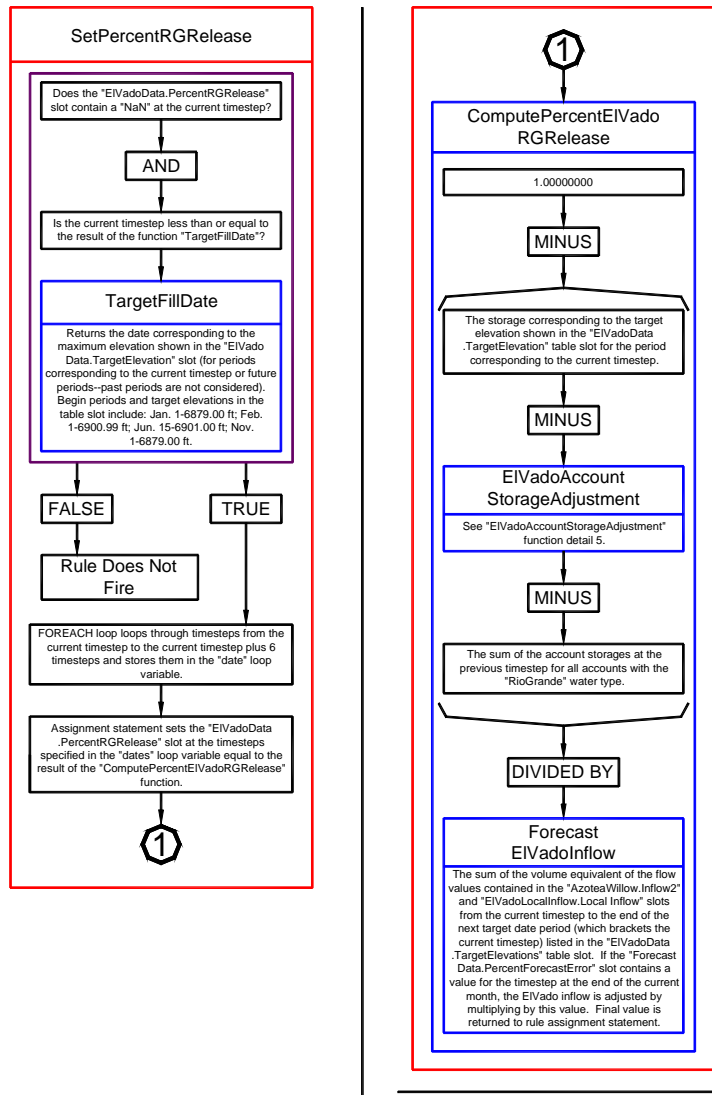 SetPercentRGRelease
Does the "ElVadoData.PercentRGRelease"
slot contain a "NaN" at the current timestep?
AND
Is the current timestep less than or equal to
the result of the function "TargetFillDate"?
TargetFillDate
Returns the date corresponding to the
maximum elevation shown in the "ElVado
Data.TargetElevation" slot (for periods
corresponding to the current timestep or future
periods--past periods are not considered).
Begin periods and target elevations in the
table slot include: Jan. 1-6879.00 ft; Feb.
1-6900.99 ft; Jun. 15-6901.00 ft; Nov.
1-6879.00 ft.
FALSE
TRUE
Rule Does Not
Fire
FOREACH loop loops through timesteps from the
current timestep to the current timestep plus 6
timesteps and stores them in the "date" loop
variable.
Assignment statement sets the "ElVadoData
.PercentRGRelease" slot at the timesteps
specified in the "dates" loop variable equal to the
result of the "ComputePercentElVadoRGRelease"
function.
1
1
ComputePercentElVado
RGRelease
1.00000000
MINUS
The storage corresponding to the target
elevation shown in the "ElVadoData
.TargetElevation" table slot for the period
corresponding to the current timestep.
MINUS
ElVadoAccount
StorageAdjustment
See "ElVadoAccountStorageAdjustment"
function detail 5.
MINUS
The sum of the account storages at the
previous timestep for all accounts with the
"RioGrande" water type.
DIVIDED BY
Forecast
ElVadoInflow
The sum of the volume equivalent of the flow
values contained in the "AzoteaWillow.Inflow2"
and "ElVadoLocalInflow.Local Inflow" slots
from the current timestep to the end of the
next target date period (which brackets the
current timestep) listed in the "ElVadoData
.TargetElevations" table slot.  If the "Forecast
Data.PercentForecastError" slot contains a
value for the timestep at the end of the current
month, the ElVado inflow is adjusted by
multiplying by this value.  Final value is
returned to rule assignment statement.